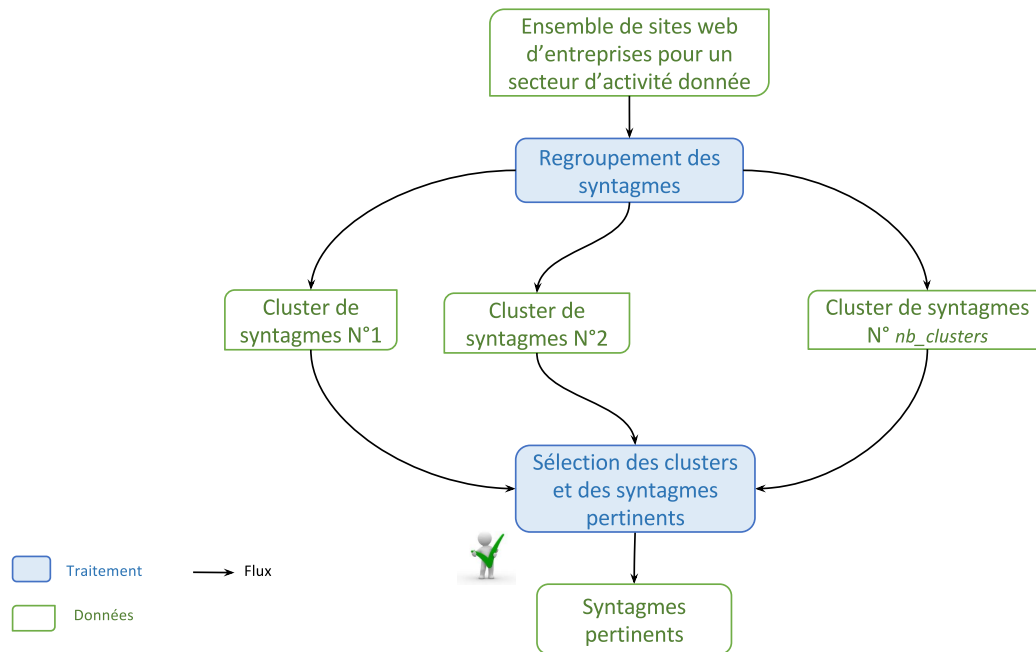 Ensemble de sites web
d’entreprises pour un
secteur d’activité donnée
Regroupement des
syntagmes
Cluster de
syntagmes N°1
Cluster de
syntagmes N°2
Cluster de syntagmes
N° nb_clusters
Sélection des clusters
et des syntagmes
pertinents
Traitement
Flux
Données
Syntagmes
pertinents